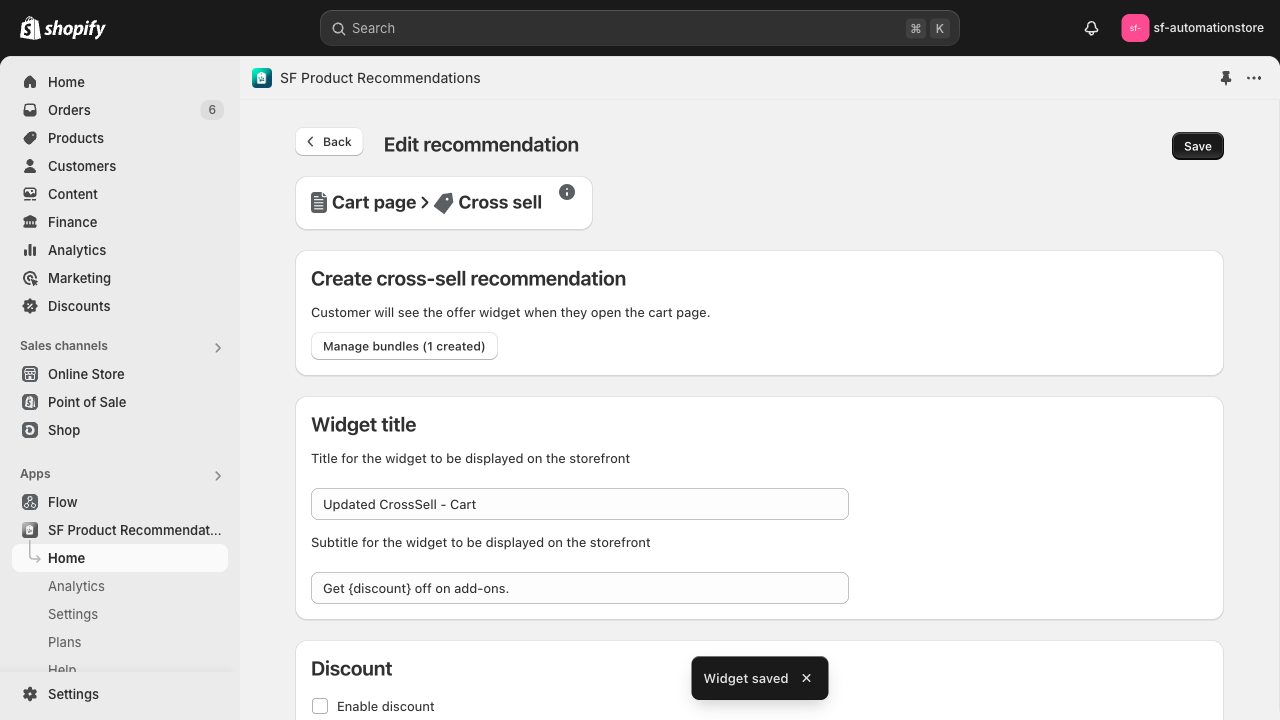 shopify
Search
⌘ K
sf-
sf-automationstore
Home
Orders
6
Products
Customers
Content
Finance
Analytics
Marketing
Discounts
Sales channels
Online Store
Point of Sale
Shop
Apps
Flow
SF Product Recommendat...
Home
Analytics
Settings
Plans
Help
Settings
SF Product Recommendations
Back
Edit recommendation
Save
Cart page > Cross sell
Create cross-sell recommendation
Customer will see the offer widget when they open the cart page.
Manage bundles (1 created)
Widget title
Title for the widget to be displayed on the storefront
Updated CrossSell - Cart
Subtitle for the widget to be displayed on the storefront
Get {discount} off on add-ons.
Discount
Enable discount
Widget saved